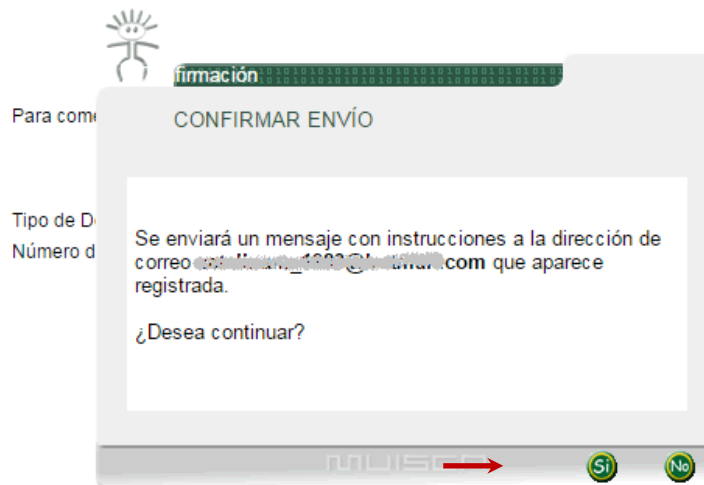 firmación
Para come
CONFIRMAR ENVÍO
Tipo de D
Número d
Se enviará un mensaje con instrucciones a la dirección de
correo .com que aparece
registrada.
¿Desea continuar?
MUISCA
Si
No